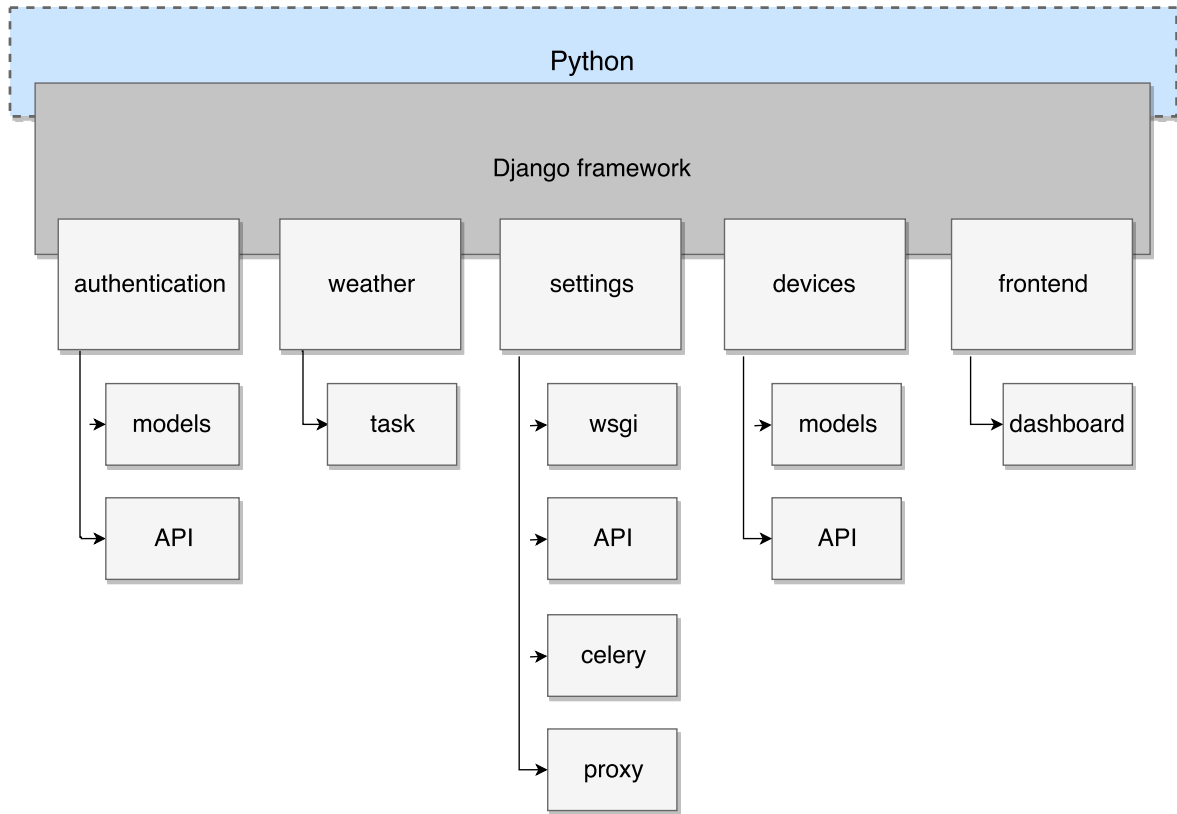 Python
Django framework
authentication
weather
settings
devices
frontend
models
task
wsgi
models
dashboard
API
API
API
celery
proxy